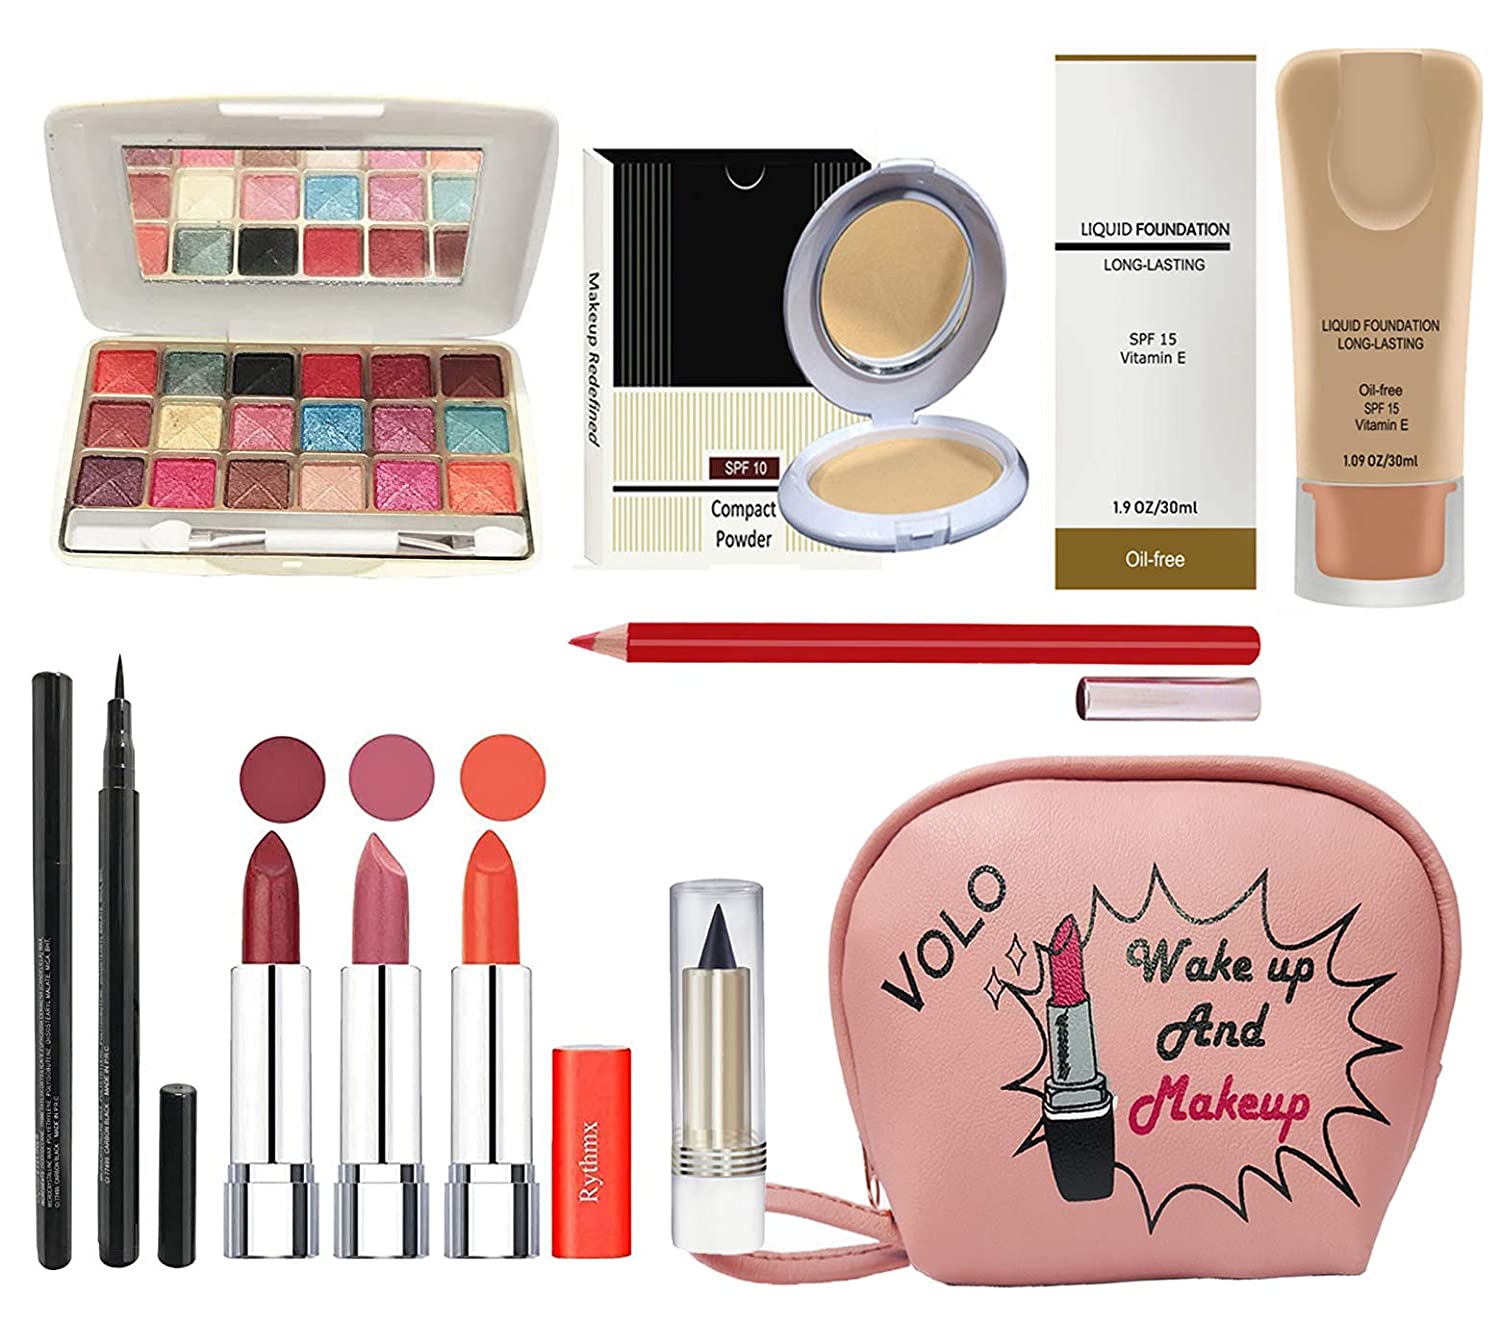 Makeup Redefined
SPF 10
Compact
Powder
LIQUID FOUNDATION
LONG-LASTING
SPF 15
Vitamin E
1.9 OZ/30ml
Oil-free
LIQUID FOUNDATION
LONG-LASTING
Oil-free
SPF 15
Vitamin E
1.09 OZ/30ml
Rythmx
VOLO
Wake up
And
Makeup